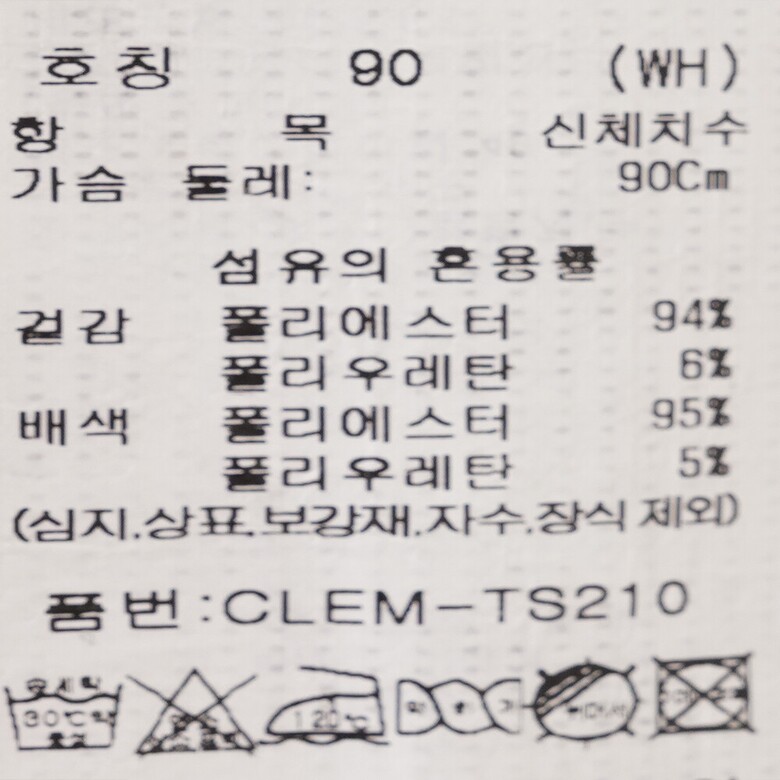 호칭 90 (WH)
항 목 신체치수
가슴 둘레: 90Cm
섬유의 혼용률
겉감 폴리에스터 94%
폴리우레탄 6%
배색 폴리에스터 95%
폴리우레탄 5%
(심지.상표.보강재.자수.장식 제외)
품번:CLEM-TS210
30℃ 120℃